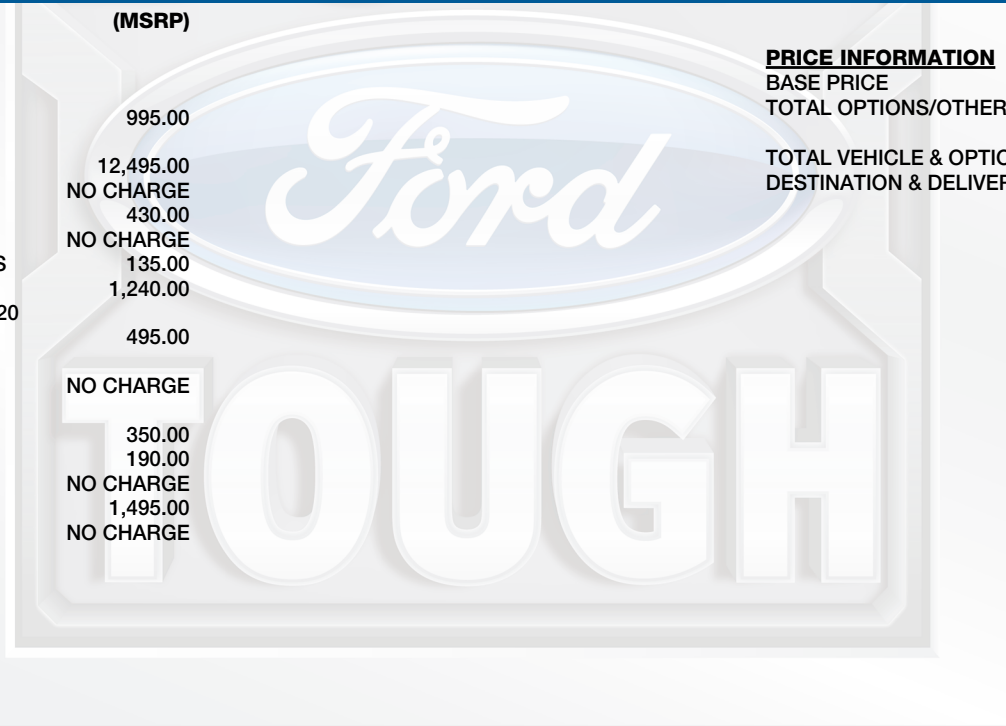 (MSRP)
995.00
12,495.00
NO CHARGE
430.00
NO CHARGE
S 135.00
1,240.00
20
495.00
NO CHARGE
350.00
190.00
NO CHARGE
1,495.00
NO CHARGE
PRICE INFORMATION
BASE PRICE
TOTAL OPTIONS/OTHER
TOTAL VEHICLE & OPTIO
DESTINATION & DELIVER
Ford
TOUGH